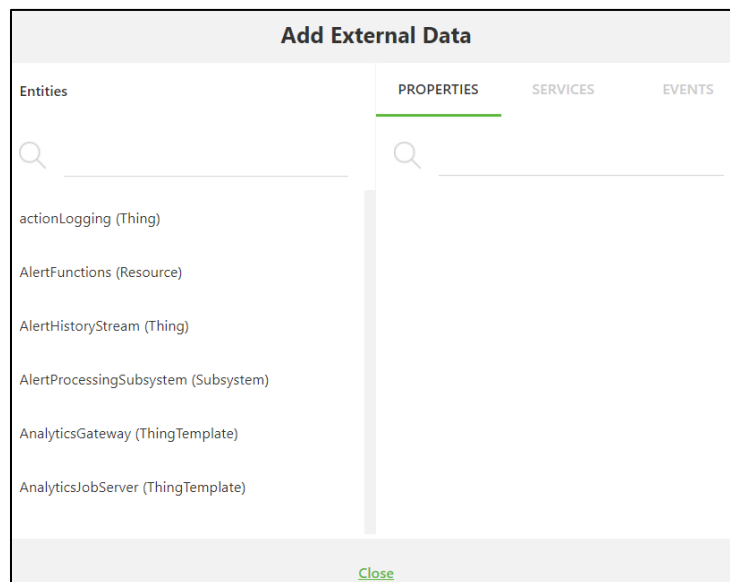 Add External Data
Entities
PROPERTIES SERVICES EVENTS
actionLogging (Thing)
AlertFunctions (Resource)
AlertHistoryStream (Thing)
AlertProcessingSubsystem (Subsystem)
AnalyticsGateway (ThingTemplate)
AnalyticsJobServer (ThingTemplate)
Close